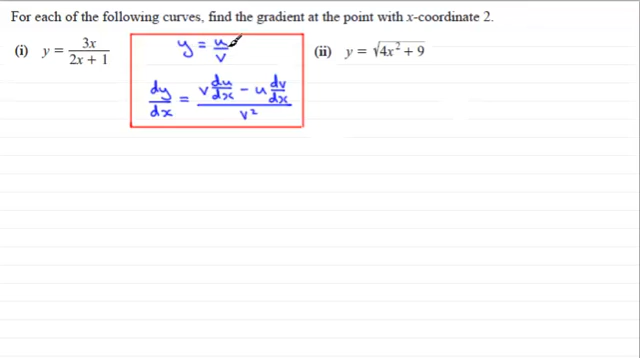 For each of the following curves, find the gradient at the point with x-coordinate 2.
(i) y = 3x / (2x + 1)
y = u/v
dy/dx = (v du/dx - u dv/dx) / v²
(ii) y = √(4x² + 9)